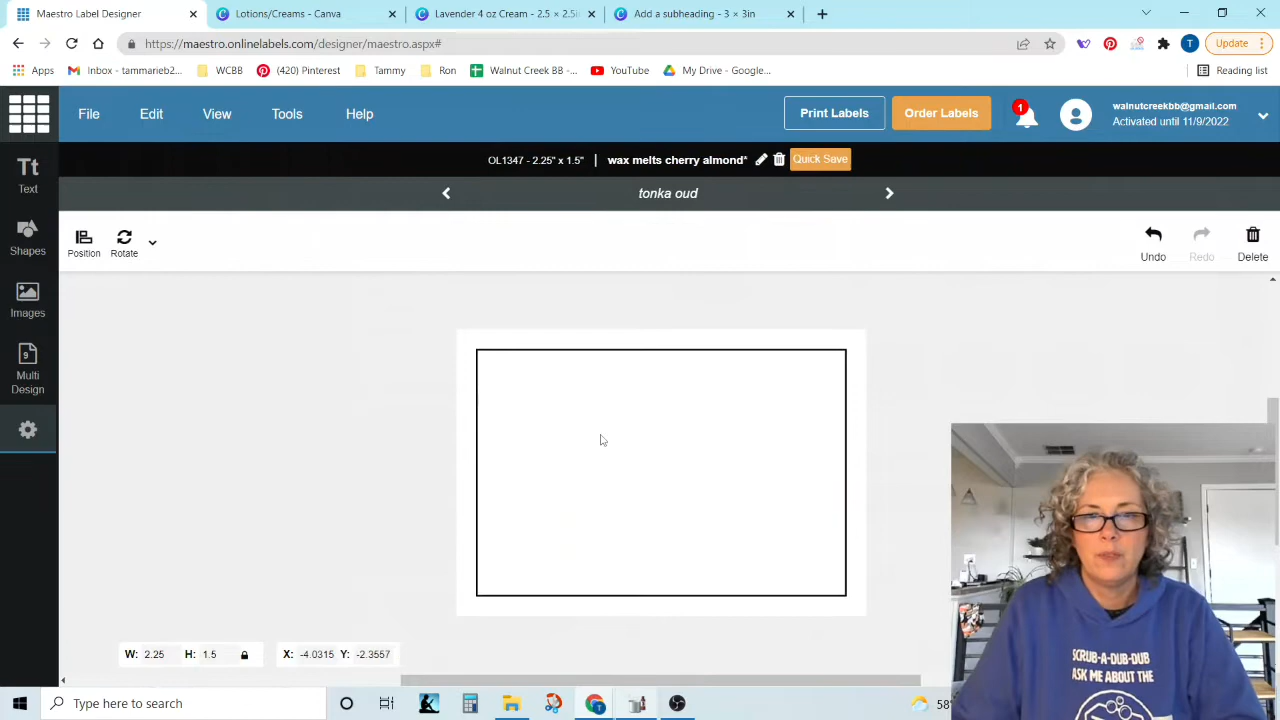 Maestro Label Designer
Lotions/Creams - Canva
Lavender 4 oz Cream - 2.5 × 2.5i
Add a subheading - 3 × 3in
https://maestro.onlinelabels.com/designer/maestro.aspx#
Update
Apps
Inbox - tammarieb2...
WCBB
(420) Pinterest
Tammy
Ron
Walnut Creek BB -...
YouTube
My Drive - Google...
Reading list
File
Edit
View
Tools
Help
Print Labels
Order Labels
1
walnutcreekbb@gmail.com
Activated until 11/9/2022
OL1347 - 2.25" x 1.5"
wax melts cherry almond*
Quick Save
tonka oud
Tt
Text
Shapes
Images
9
Multi
Design
Position
Rotate
Undo
Redo
Delete
W: 2.25 H: 1.5
X: -4.0315 Y: -2.3557
SCRUB-A-DUB-DUB
ASK ME ABOUT THE
Type here to search
58°